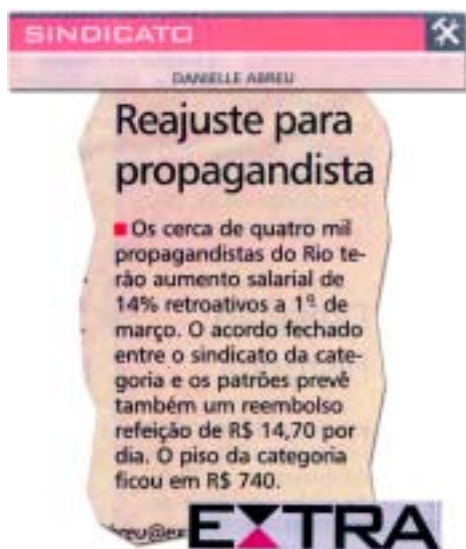 SINDICATO
DANIELLE ABREU
Reajuste para
propagandista
Os cerca de quatro mil
propagandistas do Rio te-
rão aumento salarial de
14% retroativos a 1º de
março. O acordo fechado
entre o sindicato da cate-
goria e os patrões prevê
também um reembolso
refeição de R$ 14,70 por
dia. O piso da categoria
ficou em R$ 740.
EXTRA